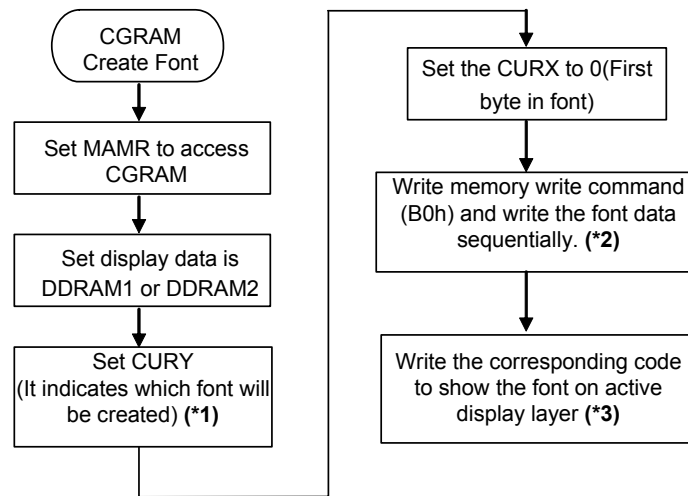 CGRAM
Create Font
Set MAMR to access
CGRAM
Set display data is
DDRAM1 or DDRAM2
Set CURY
(It indicates which font will
be created) (*1)
Set the CURX to 0(First
byte in font)
Write memory write command
(B0h) and write the font data
sequentially. (*2)
Write the corresponding code
to show the font on active
display layer (*3)